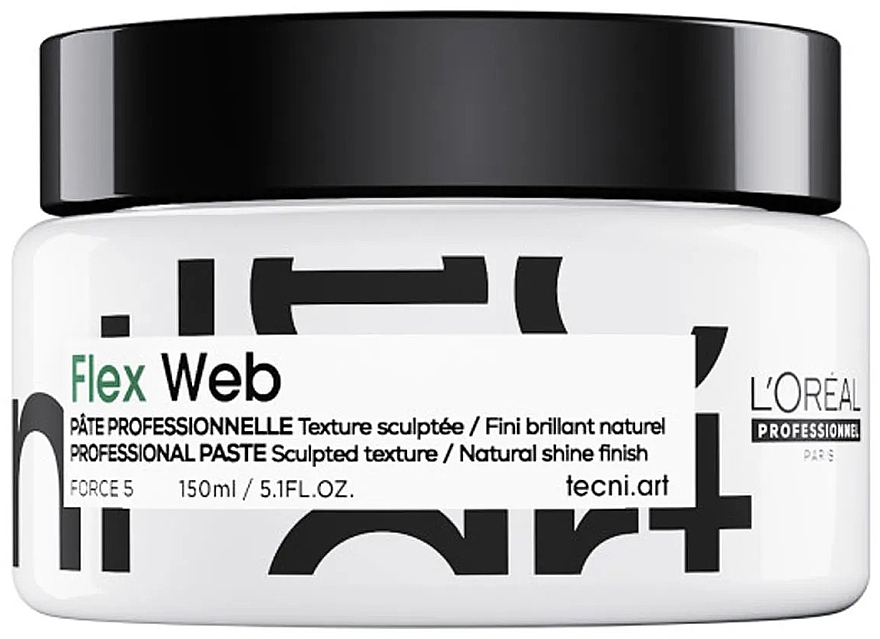 Flex Web
PÂTE PROFESSIONNELLE Texture sculptée / Fini brillant naturel
PROFESSIONAL PASTE Sculpted texture / Natural shine finish
FORCE 5 150ml / 5.1FL.OZ. tecni.art
L'ORÉAL
PROFESSIONNEL
PARIS
art